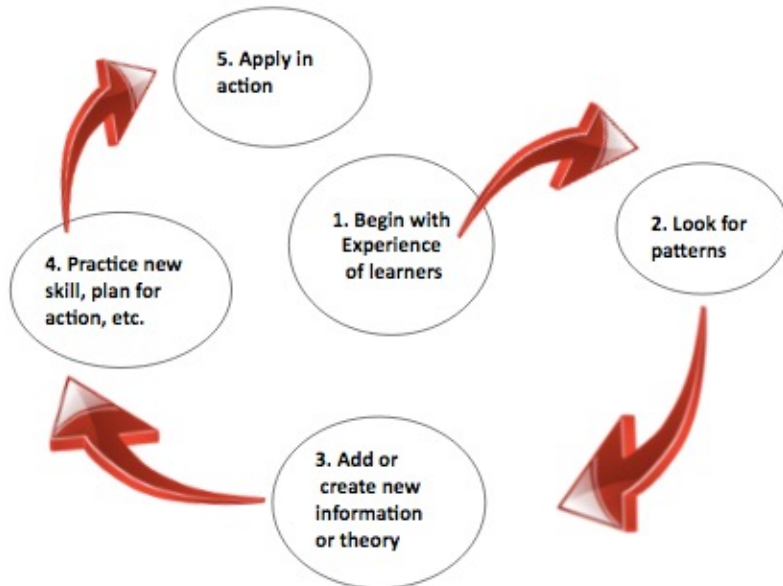 1. Begin with
Experience
of learners
2. Look for
patterns
3. Add or
create new
information
or theory
4. Practice new
skill, plan for
action, etc.
5. Apply in
action